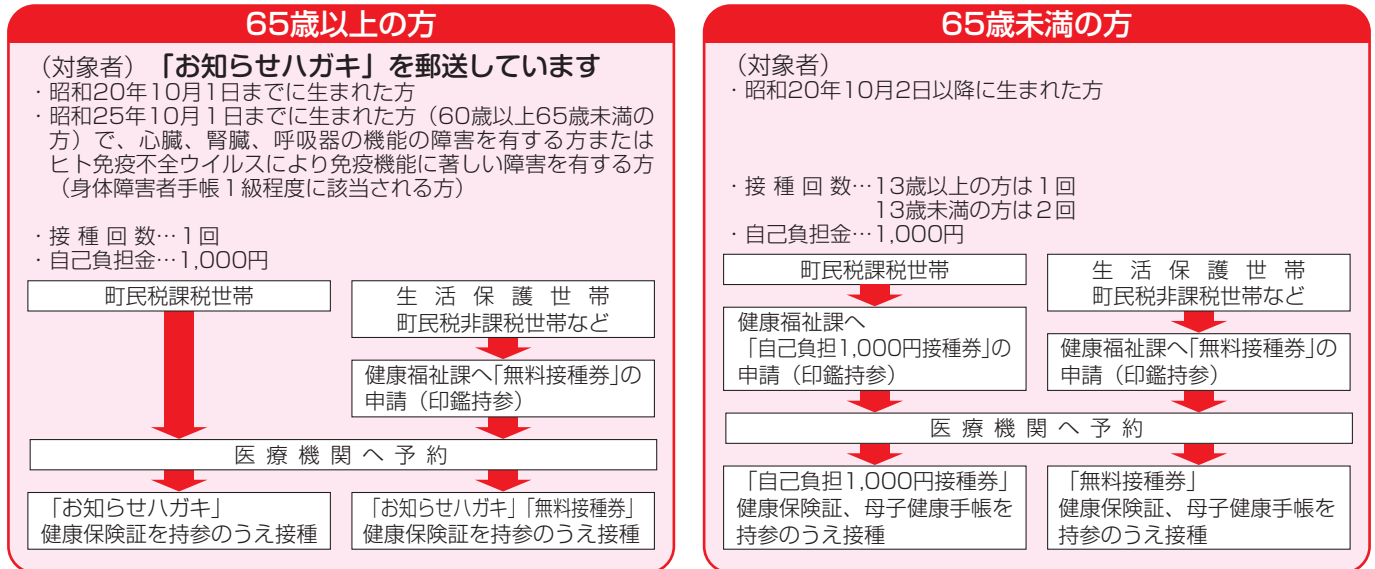 65歳以上の方
（対象者）「お知らせハガキ」を郵送しています
・昭和20年10月1日までに生まれた方
・昭和25年10月1日までに生まれた方（60歳以上65歳未満の
方）で、心臓、腎臓、呼吸器の機能の障害を有する方または
ヒト免疫不全ウイルスにより免疫機能に著しい障害を有する方
（身体障害者手帳１級程度に該当される方）
・接種回数…１回
・自己負担金…1,000円
町民税課税世帯
生活保護世帯
町民税非課税世帯など
健康福祉課へ「無料接種券」の
申請（印鑑持参）
医療機関へ予約
「お知らせハガキ」
健康保険証を持参のうえ接種
「お知らせハガキ」「無料接種券」
健康保険証を持参のうえ接種
65歳未満の方
（対象者）
・昭和20年10月2日以降に生まれた方
・接種回数…13歳以上の方は１回
13歳未満の方は２回
・自己負担金…1,000円
町民税課税世帯
生活保護世帯
町民税非課税世帯など
健康福祉課へ
「自己負担1,000円接種券」の
申請（印鑑持参）
健康福祉課へ「無料接種券」の
申請（印鑑持参）
医療機関へ予約
「自己負担1,000円接種券」
健康保険証、母子健康手帳を
持参のうえ接種
「無料接種券」
健康保険証、母子健康手帳を
持参のうえ接種